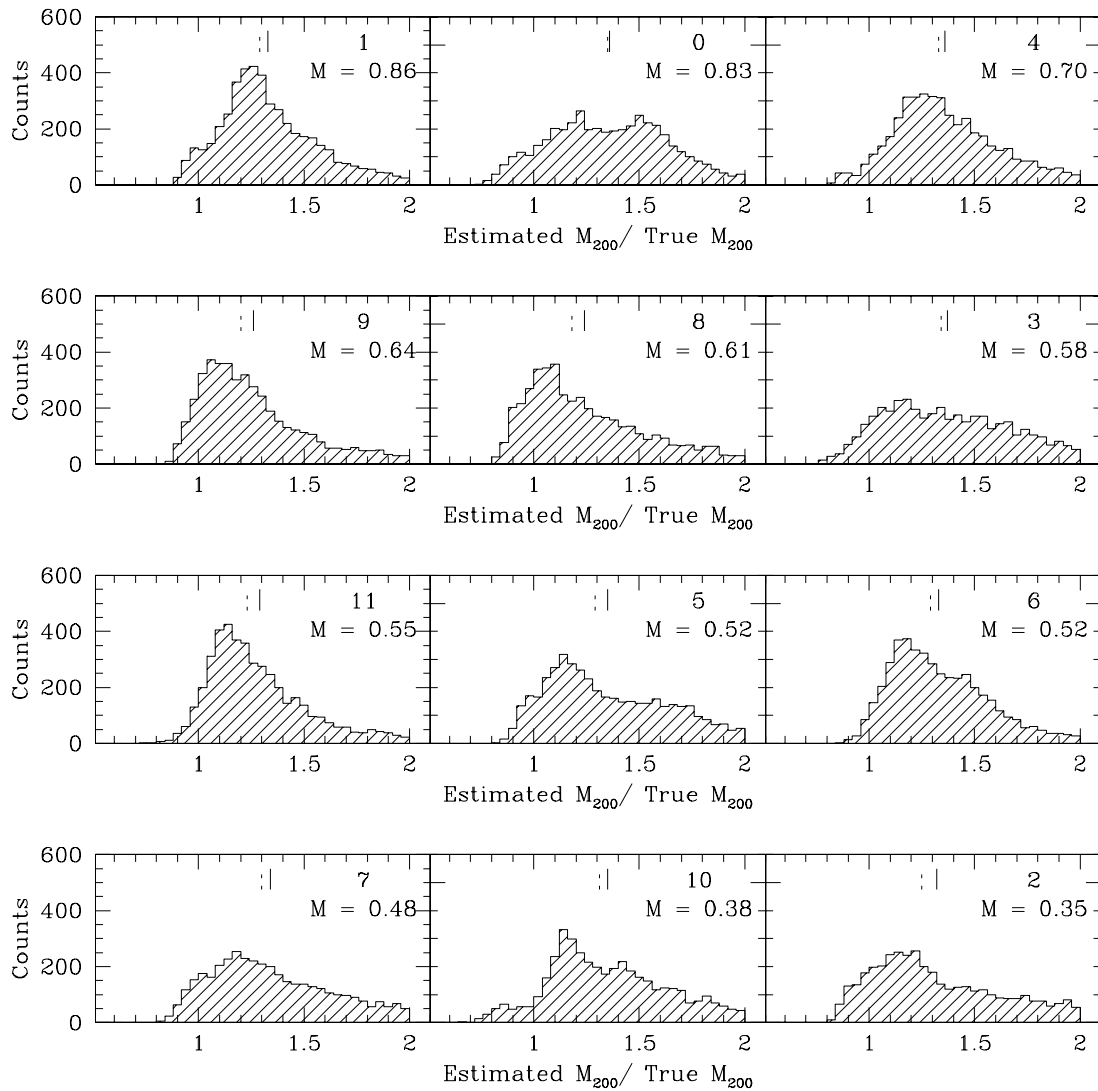 600
1
0
4
M = 0.86
M = 0.83
M = 0.70
400
Counts
200
0
1 1.5 2 1 1.5 2 1 1.5 2
Estimated M200/ True M200
600
9
8
3
M = 0.64
M = 0.61
M = 0.58
400
Counts
200
0
1 1.5 2 1 1.5 2 1 1.5 2
Estimated M200/ True M200
600
11
5
6
M = 0.55
M = 0.52
M = 0.52
400
Counts
200
0
1 1.5 2 1 1.5 2 1 1.5 2
Estimated M200/ True M200
600
7
10
2
M = 0.48
M = 0.38
M = 0.35
400
Counts
200
0
1 1.5 2 1 1.5 2 1 1.5 2
Estimated M200/ True M200